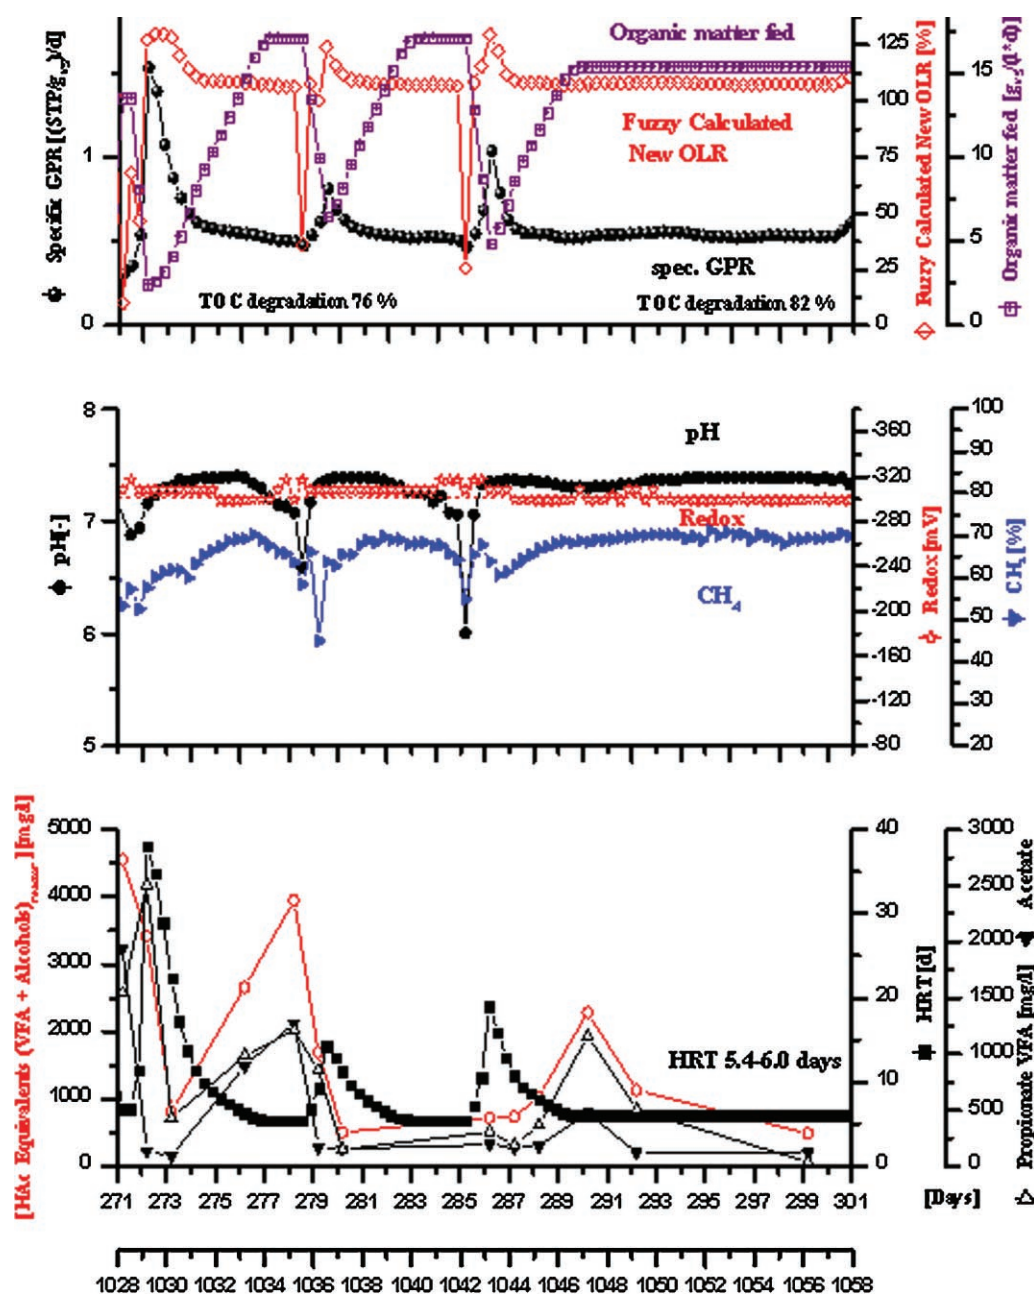 Specific GPR [(STP/g_VS)/d]
1
0
Organic matter fed
Fuzzy Calculated
New OLR
spec. GPR
TOC degradation 76 %
TOC degradation 82 %
125
100
75
50
25
0
Fuzzy Calculated New OLR [%]
15
10
5
0
Organic matter fed [g_VS/(l*d)]
pH [-]
8
7
6
5
pH
Redox
CH4
-360
-320
-280
-240
-200
-160
-120
-80
Redox [mV]
100
90
80
70
60
50
40
30
20
CH4 [%]
[HAc Equivalents (VFA + Alcohols)reactor] [mgd]
5000
4000
3000
2000
1000
0
HRT 5.4-6.0 days
40
30
20
10
0
HRT [d]
3000
2500
2000
1500
1000
500
0
Propionate VFA [mg/l] Acetate
271 273 275 277 279 281 283 285 287 289 291 293 295 297 299 301 [Days]
1028 1030 1032 1034 1036 1038 1040 1042 1044 1046 1048 1050 1052 1054 1056 1058